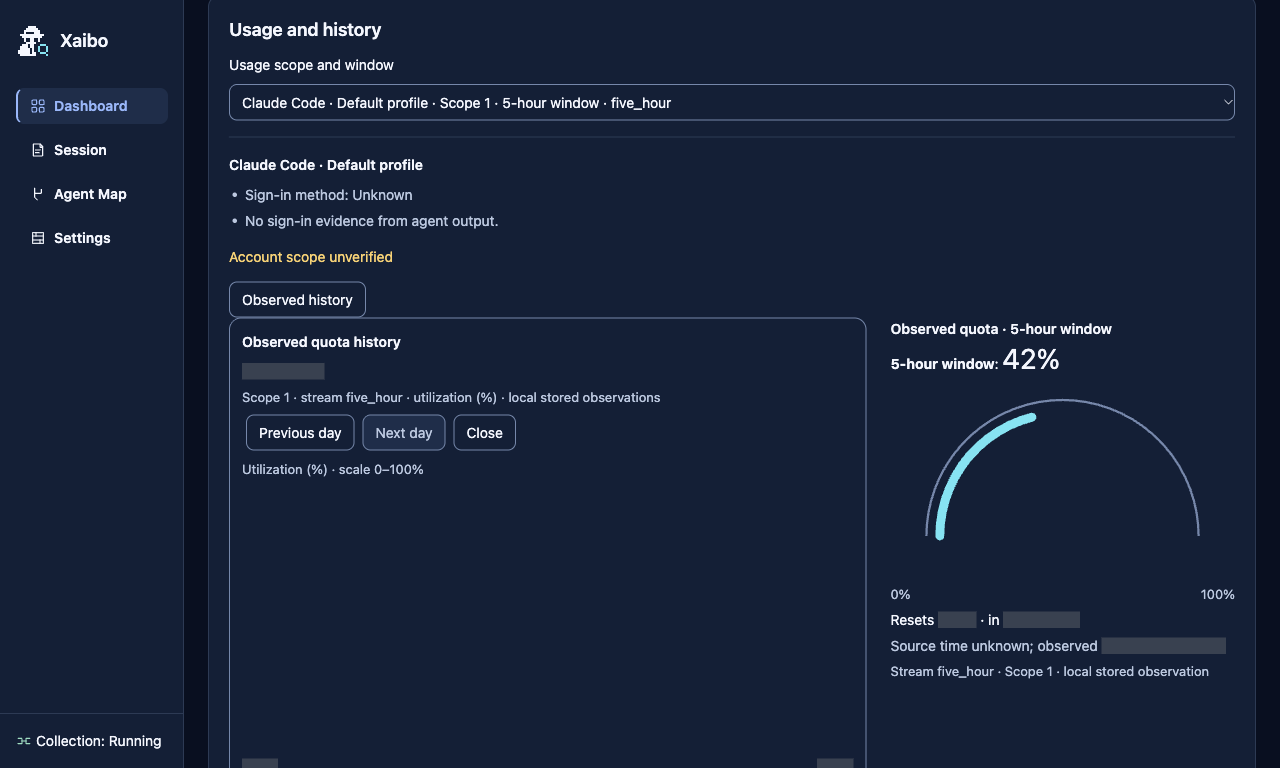 Xaibo
Dashboard
Session
Agent Map
Settings
Collection: Running
Usage and history
Usage scope and window
Claude Code · Default profile · Scope 1 · 5-hour window · five_hour
Claude Code · Default profile
• Sign-in method: Unknown
• No sign-in evidence from agent output.
Account scope unverified
Observed history
Observed quota history
Scope 1 · stream five_hour · utilization (%) · local stored observations
Previous day
Next day
Close
Utilization (%) · scale 0–100%
Observed quota · 5-hour window
5-hour window: 42%
0%
100%
Resets · in
Source time unknown; observed
Stream five_hour · Scope 1 · local stored observation